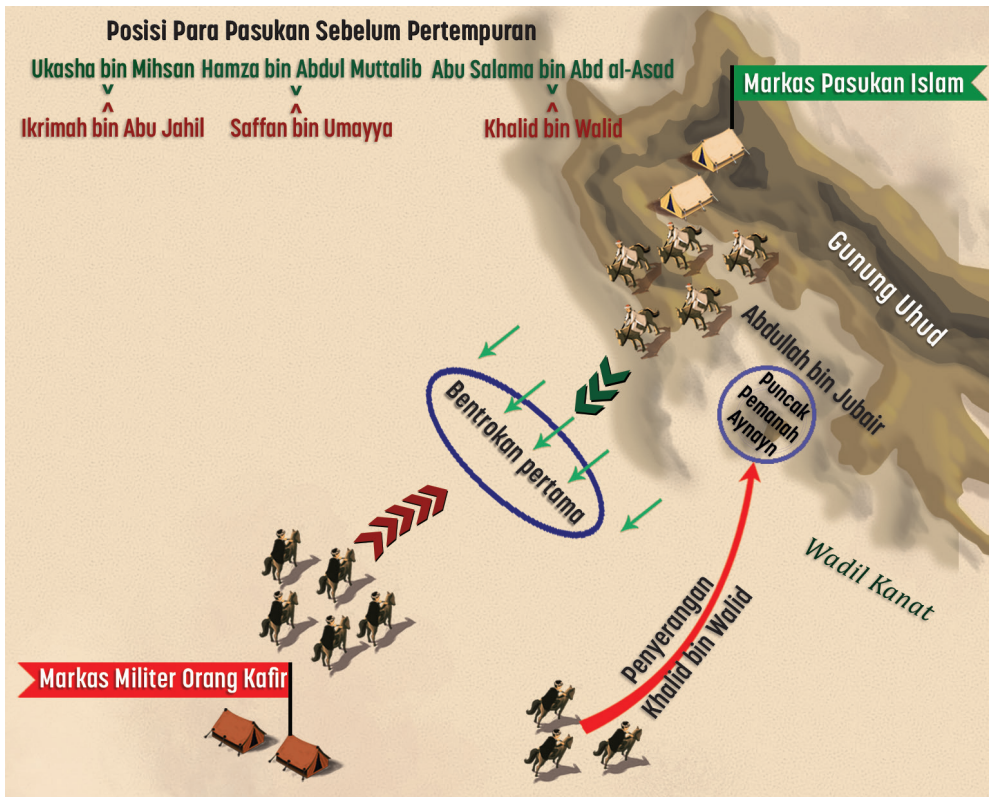 Posisi Para Pasukan Sebelum Pertempuran
Ukasha bin Mihsan Hamza bin Abdul Muttalib Abu Salama bin Abd al-Asad
Ikrimah bin Abu Jahil Saffan bin Umayya Khalid bin Walid
Markas Pasukan Islam
Gunung Uhud
Abdullah bin Jubair
Puncak
Pemanah
Aynayn
Bentrokan pertama
Wadil Kanat
Penyerangan
Khalid bin Walid
Markas Militer Orang Kafir